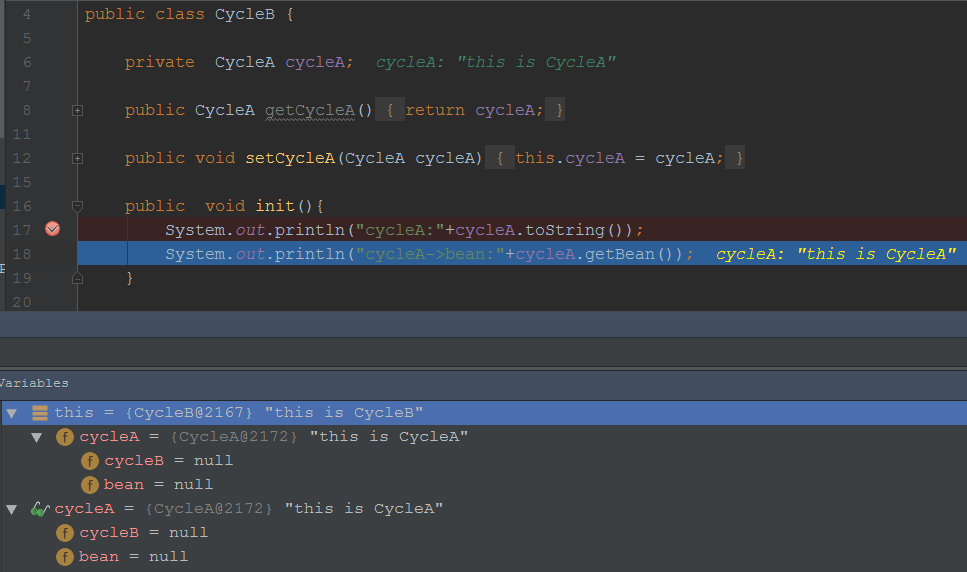 4 public class CycleB {
5
6 private  CycleA cycleA;  cycleA: "this is CycleA"
7
8 public CycleA getCycleA() { return cycleA; }
11
12 public void setCycleA(CycleA cycleA) { this.cycleA = cycleA; }
15
16 public  void init(){
17 System.out.println("cycleA:"+cycleA.toString());
18 System.out.println("cycleA->bean:"+cycleA.getBean());  cycleA: "this is CycleA"
19 }
20
Variables
this = {CycleB@2167} "this is CycleB"
f cycleA = {CycleA@2172} "this is CycleA"
f cycleB = null
f bean = null
cycleA = {CycleA@2172} "this is CycleA"
f cycleB = null
f bean = null